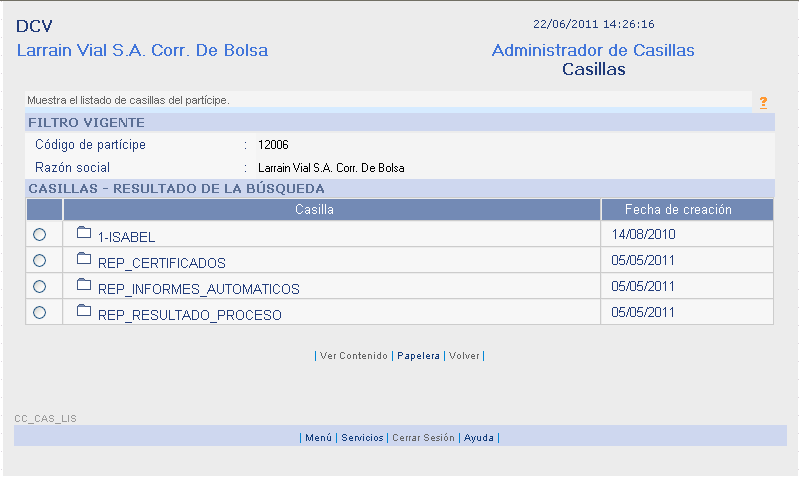 DCV
22/06/2011 14:26:16
Larrain Vial S.A. Corr. De Bolsa
Administrador de Casillas
Casillas
Muestra el listado de casillas del partícipe.
?
FILTRO VIGENTE
Código de partícipe : 12006
Razón social : Larrain Vial S.A. Corr. De Bolsa
CASILLAS - RESULTADO DE LA BÚSQUEDA
Casilla Fecha de creación
1-ISABEL 14/08/2010
REP_CERTIFICADOS 05/05/2011
REP_INFORMES_AUTOMATICOS 05/05/2011
REP_RESULTADO_PROCESO 05/05/2011
| Ver Contenido | Papelera | Volver |
CC_CAS_LIS
| Menú | Servicios | Cerrar Sesión | Ayuda |